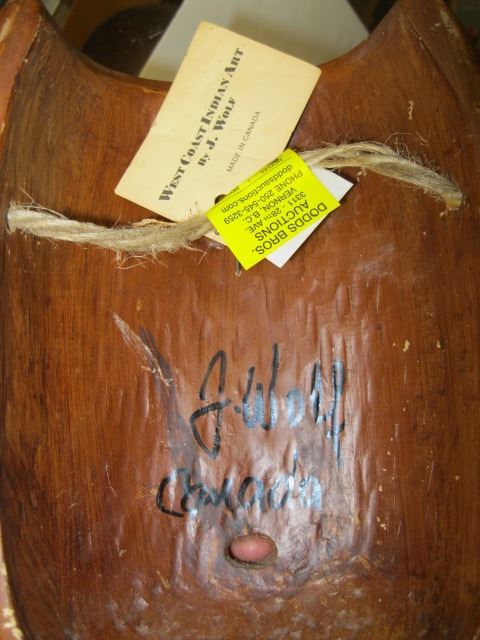 WEST COAST INDIAN ART
BY J. WOLF
MADE IN CANADA
DODDS BROS.
AUCTIONS
3311 - 28TH AVE.
VERNON, B.C.
PHONE 250-545-3259
doddsauctions.com
J. Wolf
Canada